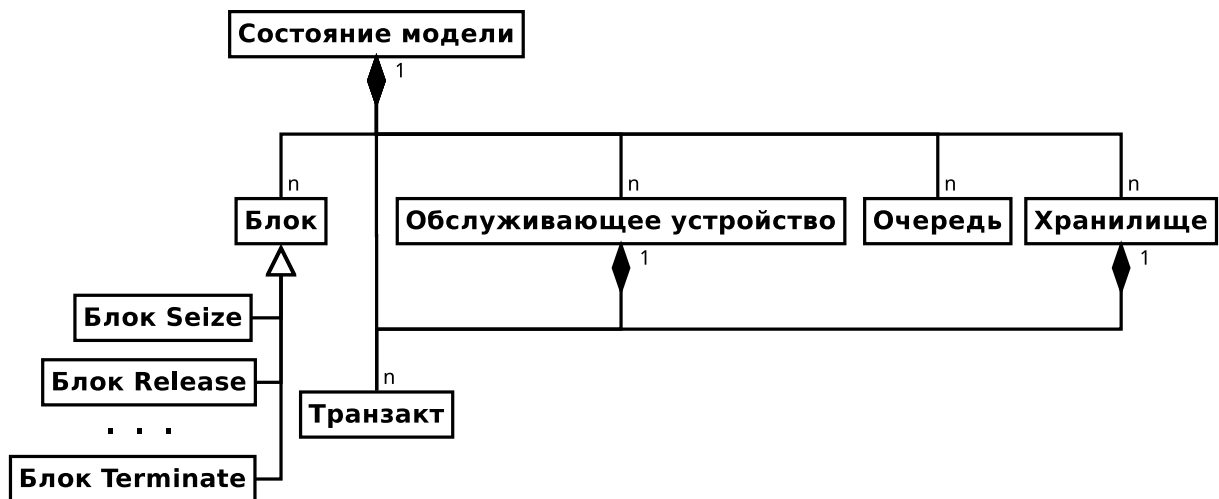 Состояние модели
1
n
n
n
n
Блок
Обслуживающее устройство
Очередь
Хранилище
1
1
Блок Seize
Блок Release
n
Транзакт
. . .
Блок Terminate